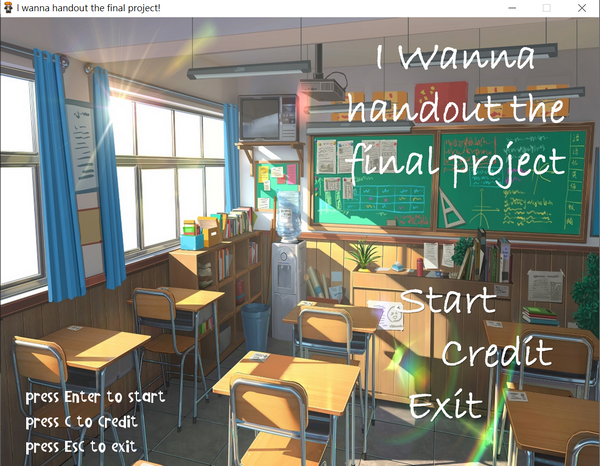 I wanna handout the final project!
I Wanna
handout the
final project
Start
Credit
Exit
press Enter to start
press C to Credit
press ESC to exit